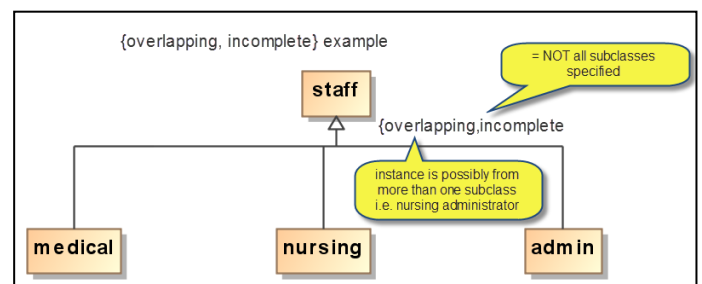 {overlapping, incomplete} example
= NOT all subclasses
specified
staff
{overlapping,incomplete
instance is possibly from
more than one subclass
i.e. nursing administrator
medical
nursing
admin